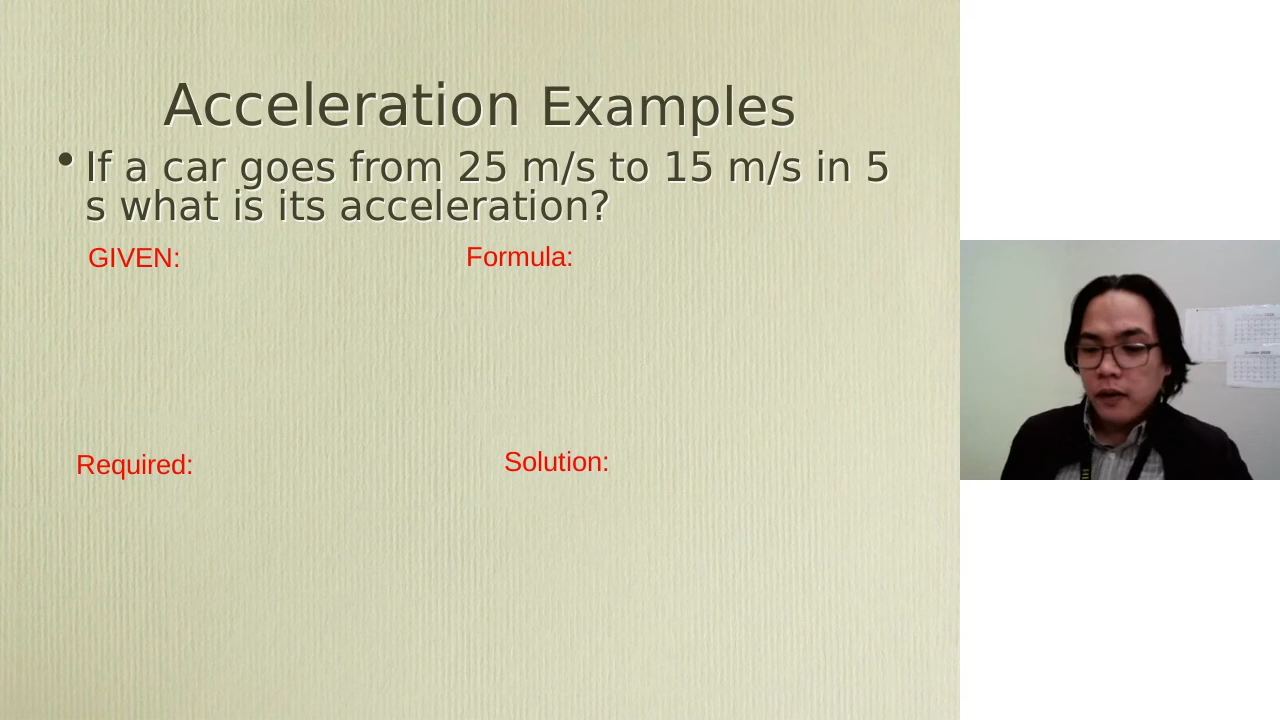 Acceleration Examples
• If a car goes from 25 m/s to 15 m/s in 5
s what is its acceleration?
GIVEN:
Formula:
Required:
Solution: